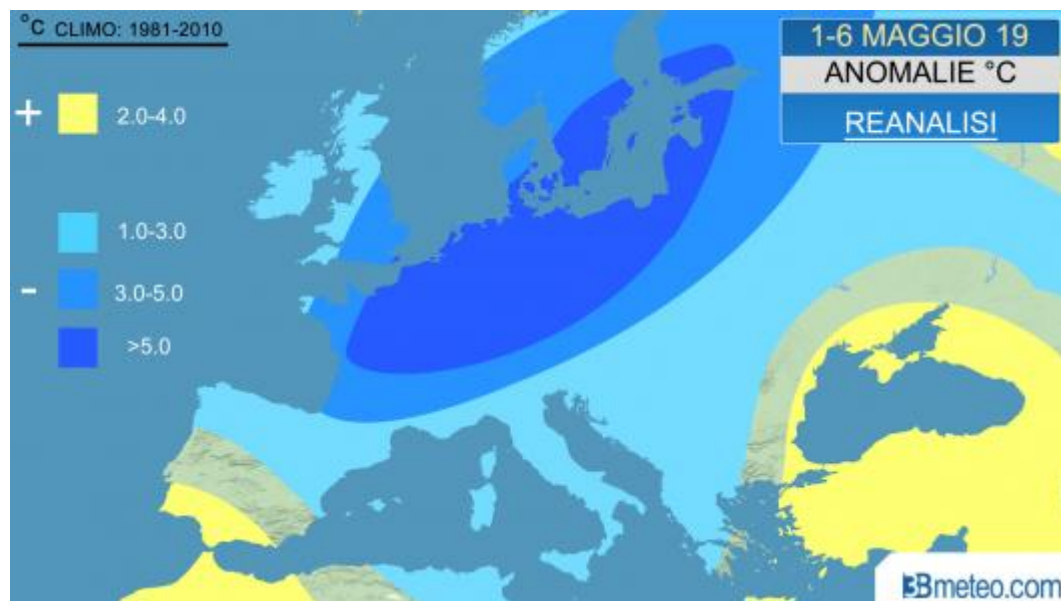 °C CLIMO: 1981-2010
1-6 MAGGIO 19
ANOMALIE °C
REANALISI
+ 2.0-4.0
1.0-3.0
- 3.0-5.0
>5.0
3Bmeteo.com